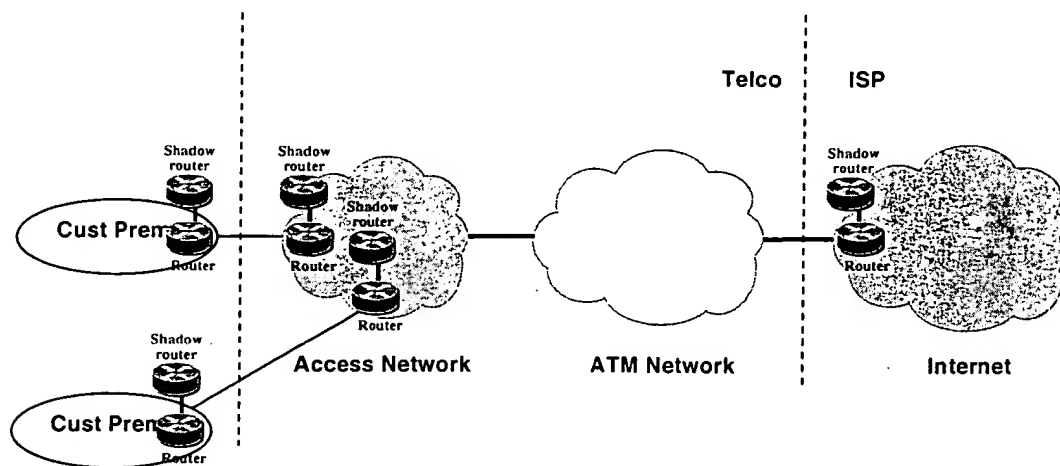 Telco
ISP
Shadow
router
Shadow
router
Shadow
router
Shadow
router
Cust Prem
Router
Router
Router
Router
Access Network
ATM Network
Internet
Shadow
router
Cust Prem
Router